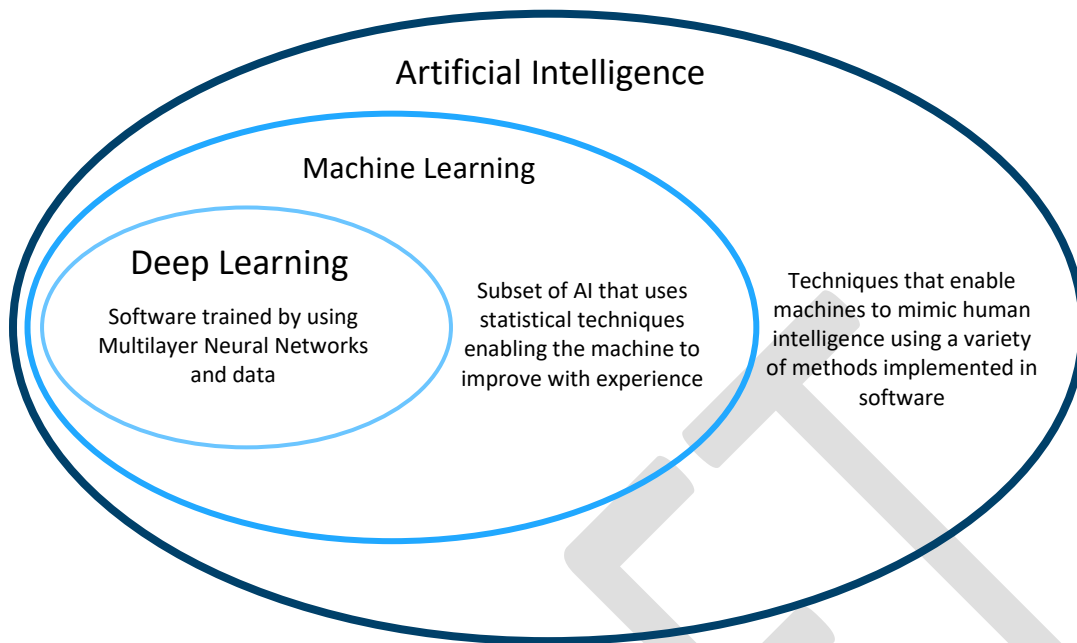 Artificial Intelligence
Machine Learning
Deep Learning
Software trained by using
Multilayer Neural Networks
and data
Subset of AI that uses
statistical techniques
enabling the machine to
improve with experience
Techniques that enable
machines to mimic human
intelligence using a variety
of methods implemented in
software